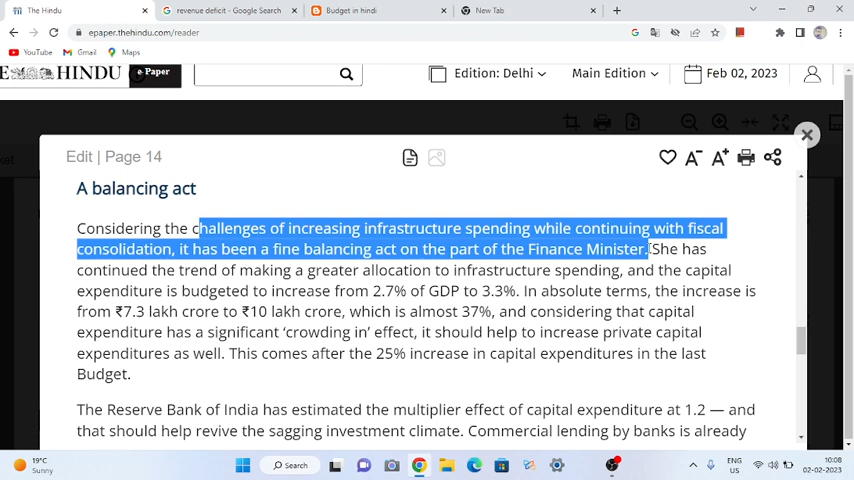 The Hindu
revenue deficit - Google Search
Budget in hindi
New Tab
epaper.thehindu.com/reader
YouTube
Gmail
Maps
E HINDU e-Paper
Edition: Delhi
Main Edition
Feb 02, 2023
Edit | Page 14
A balancing act
Considering the challenges of increasing infrastructure spending while continuing with fiscal
consolidation, it has been a fine balancing act on the part of the Finance Minister. She has
continued the trend of making a greater allocation to infrastructure spending, and the capital
expenditure is budgeted to increase from 2.7% of GDP to 3.3%. In absolute terms, the increase is
from ₹7.3 lakh crore to ₹10 lakh crore, which is almost 37%, and considering that capital
expenditure has a significant ‘crowding in’ effect, it should help to increase private capital
expenditures as well. This comes after the 25% increase in capital expenditures in the last
Budget.
The Reserve Bank of India has estimated the multiplier effect of capital expenditure at 1.2 — and
that should help revive the sagging investment climate. Commercial lending by banks is already
19°C
Sunny
Search
ENG
US
10:08
02-02-2023